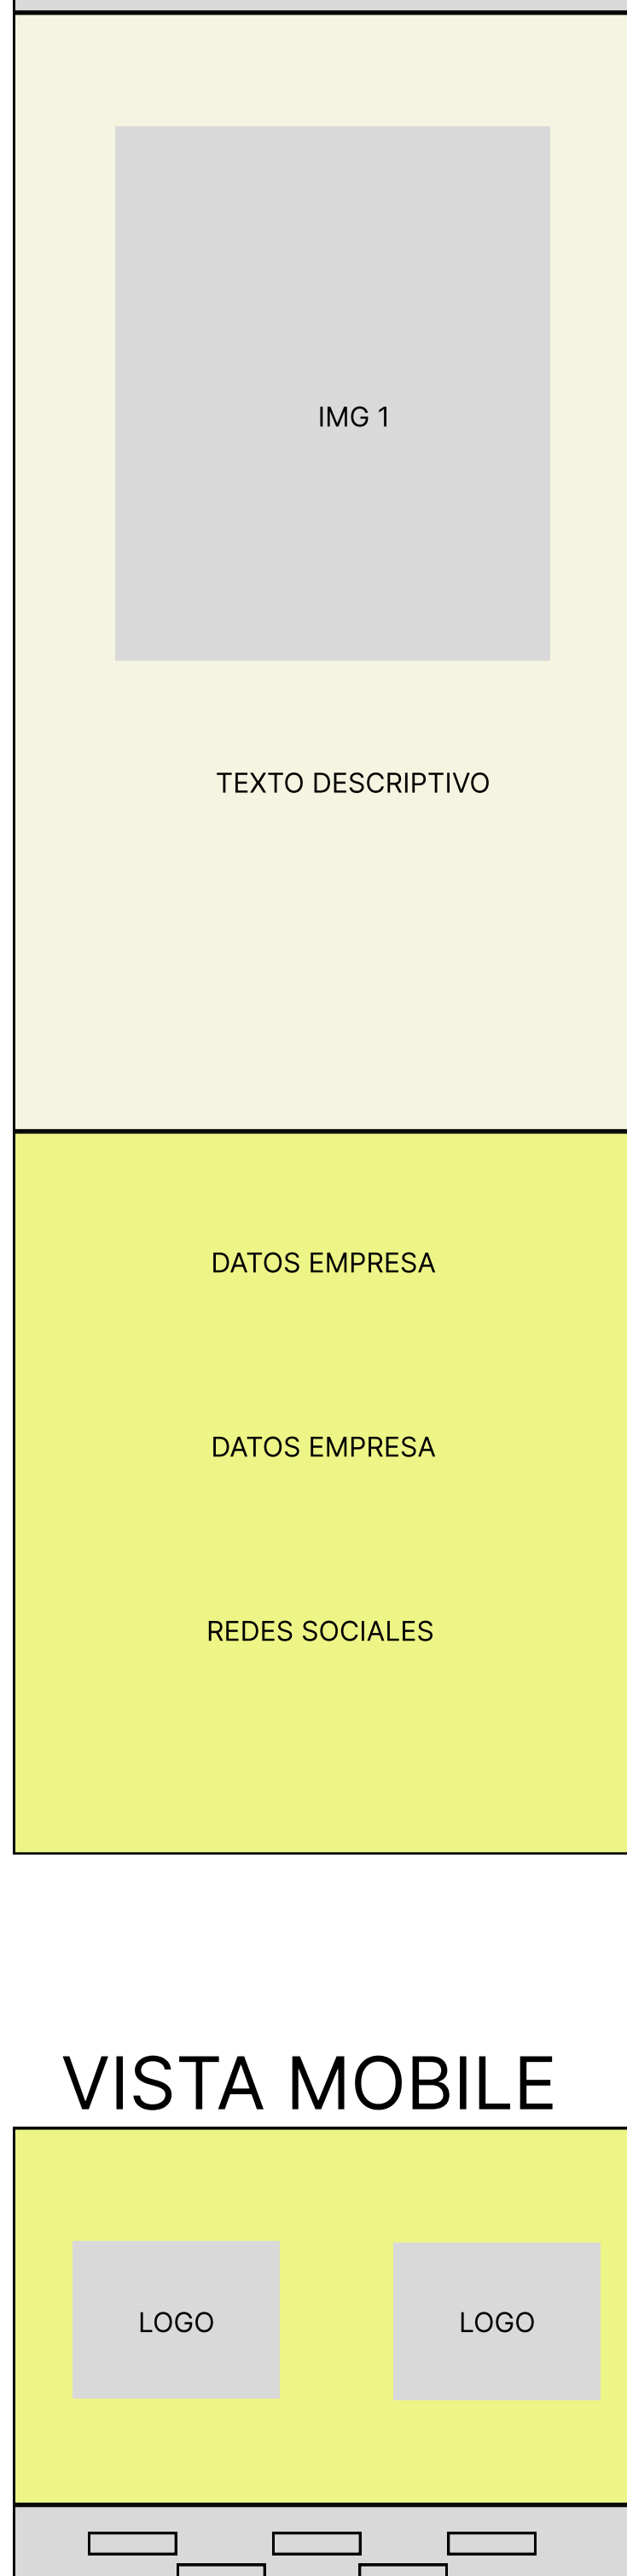 IMG 1
TEXTO DESCRIPTIVO
DATOS EMPRESA
DATOS EMPRESA
REDES SOCIALES
VISTA MOBILE
LOGO LOGO